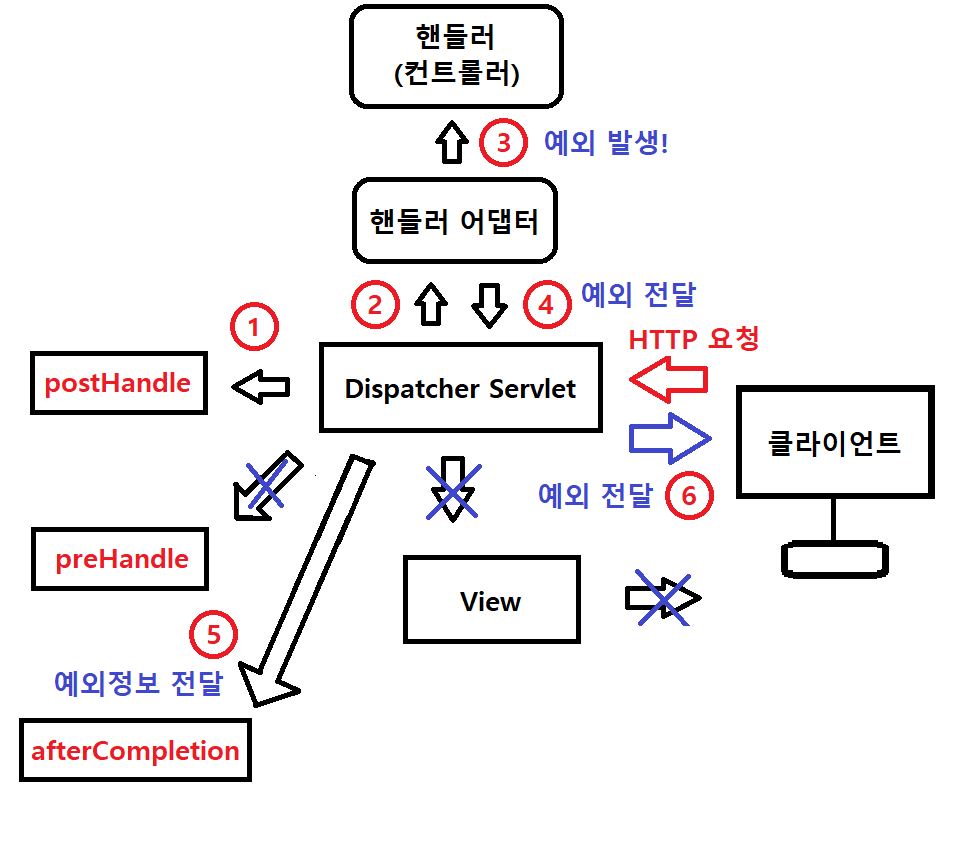 핸들러
(컨트롤러)
3 예외 발생!
핸들러 어댑터
2
4 예외 전달
1
HTTP 요청
postHandle
Dispatcher Servlet
클라이언트
예외 전달 6
preHandle
View
5
예외정보 전달
afterCompletion